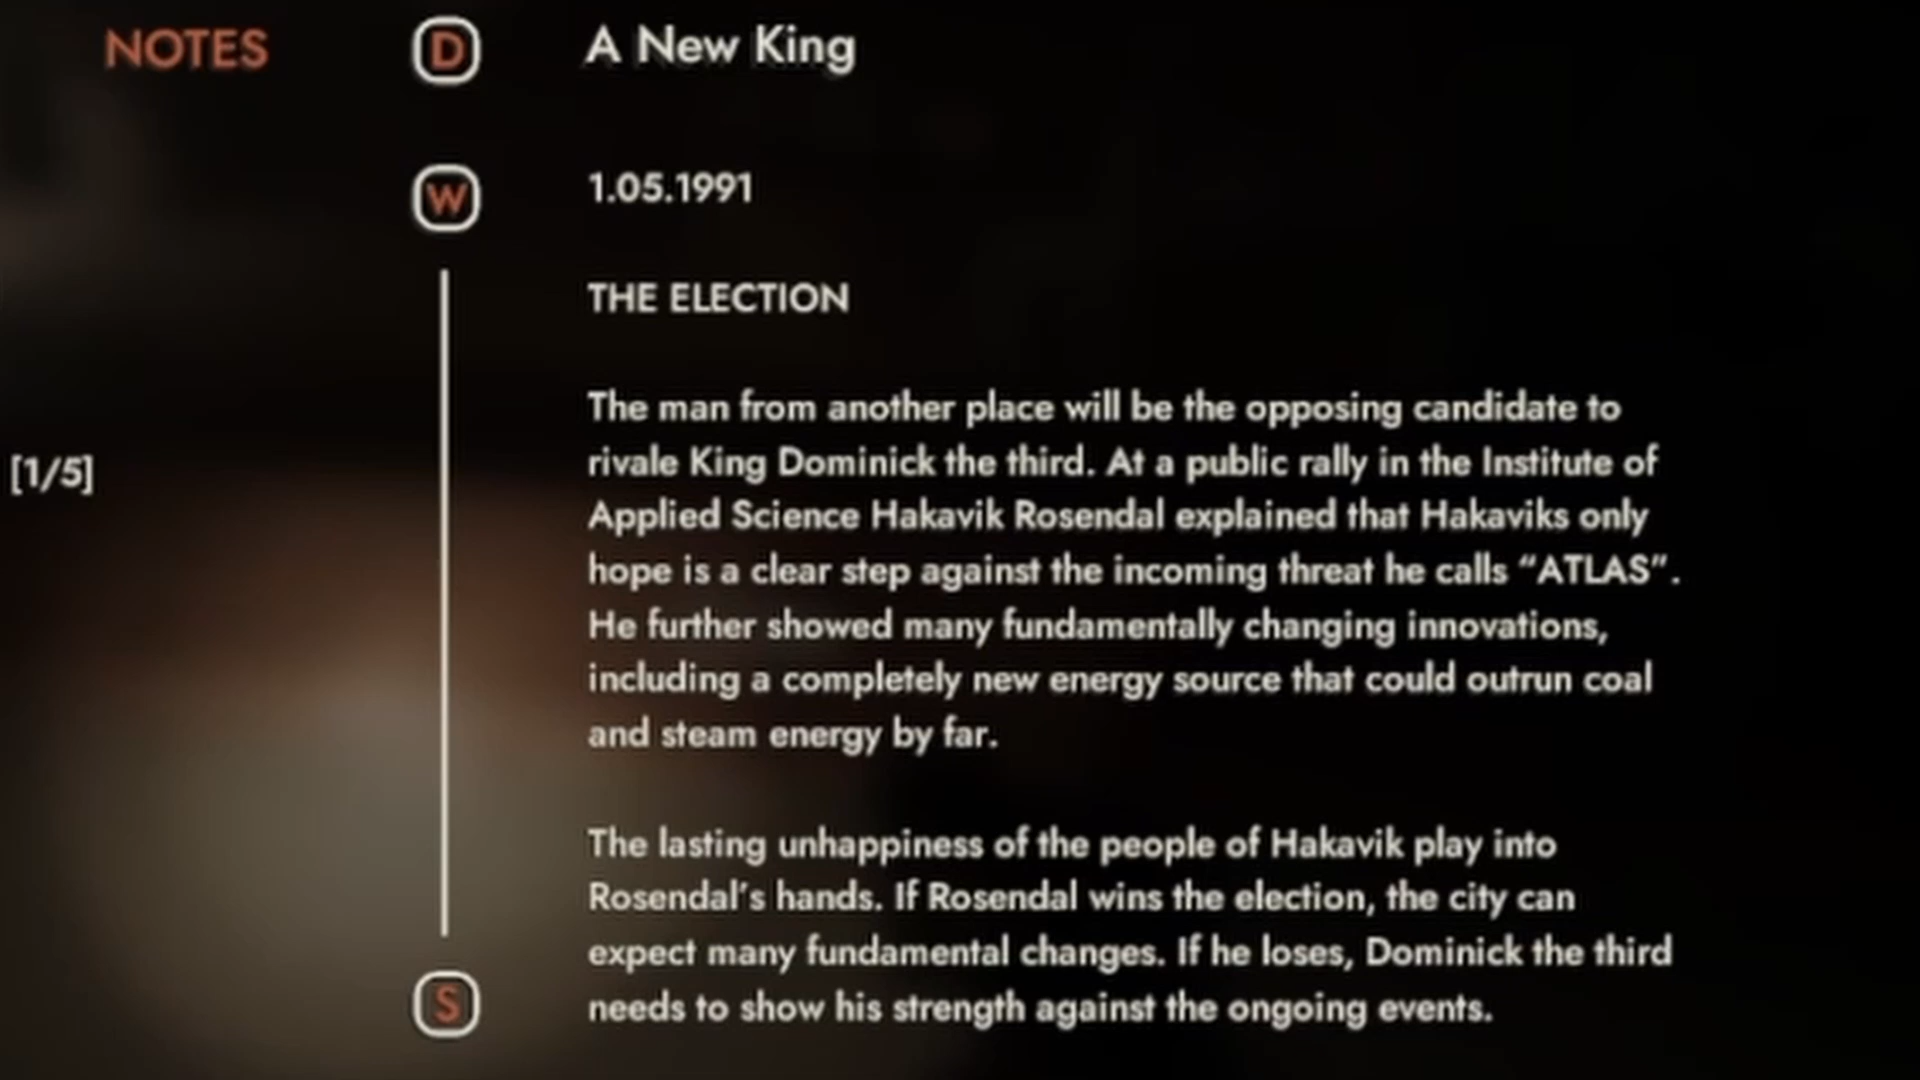 NOTES
D
A New King
W
1.05.1991
THE ELECTION
The man from another place will be the opposing candidate to
rivale King Dominick the third. At a public rally in the Institute of
[1/5]
Applied Science Hakavik Rosendal explained that Hakaviks only
hope is a clear step against the incoming threat he calls “ATLAS”.
He further showed many fundamentally changing innovations,
including a completely new energy source that could outrun coal
and steam energy by far.
The lasting unhappiness of the people of Hakavik play into
Rosendal’s hands. If Rosendal wins the election, the city can
expect many fundamental changes. If he loses, Dominick the third
needs to show his strength against the ongoing events.
S